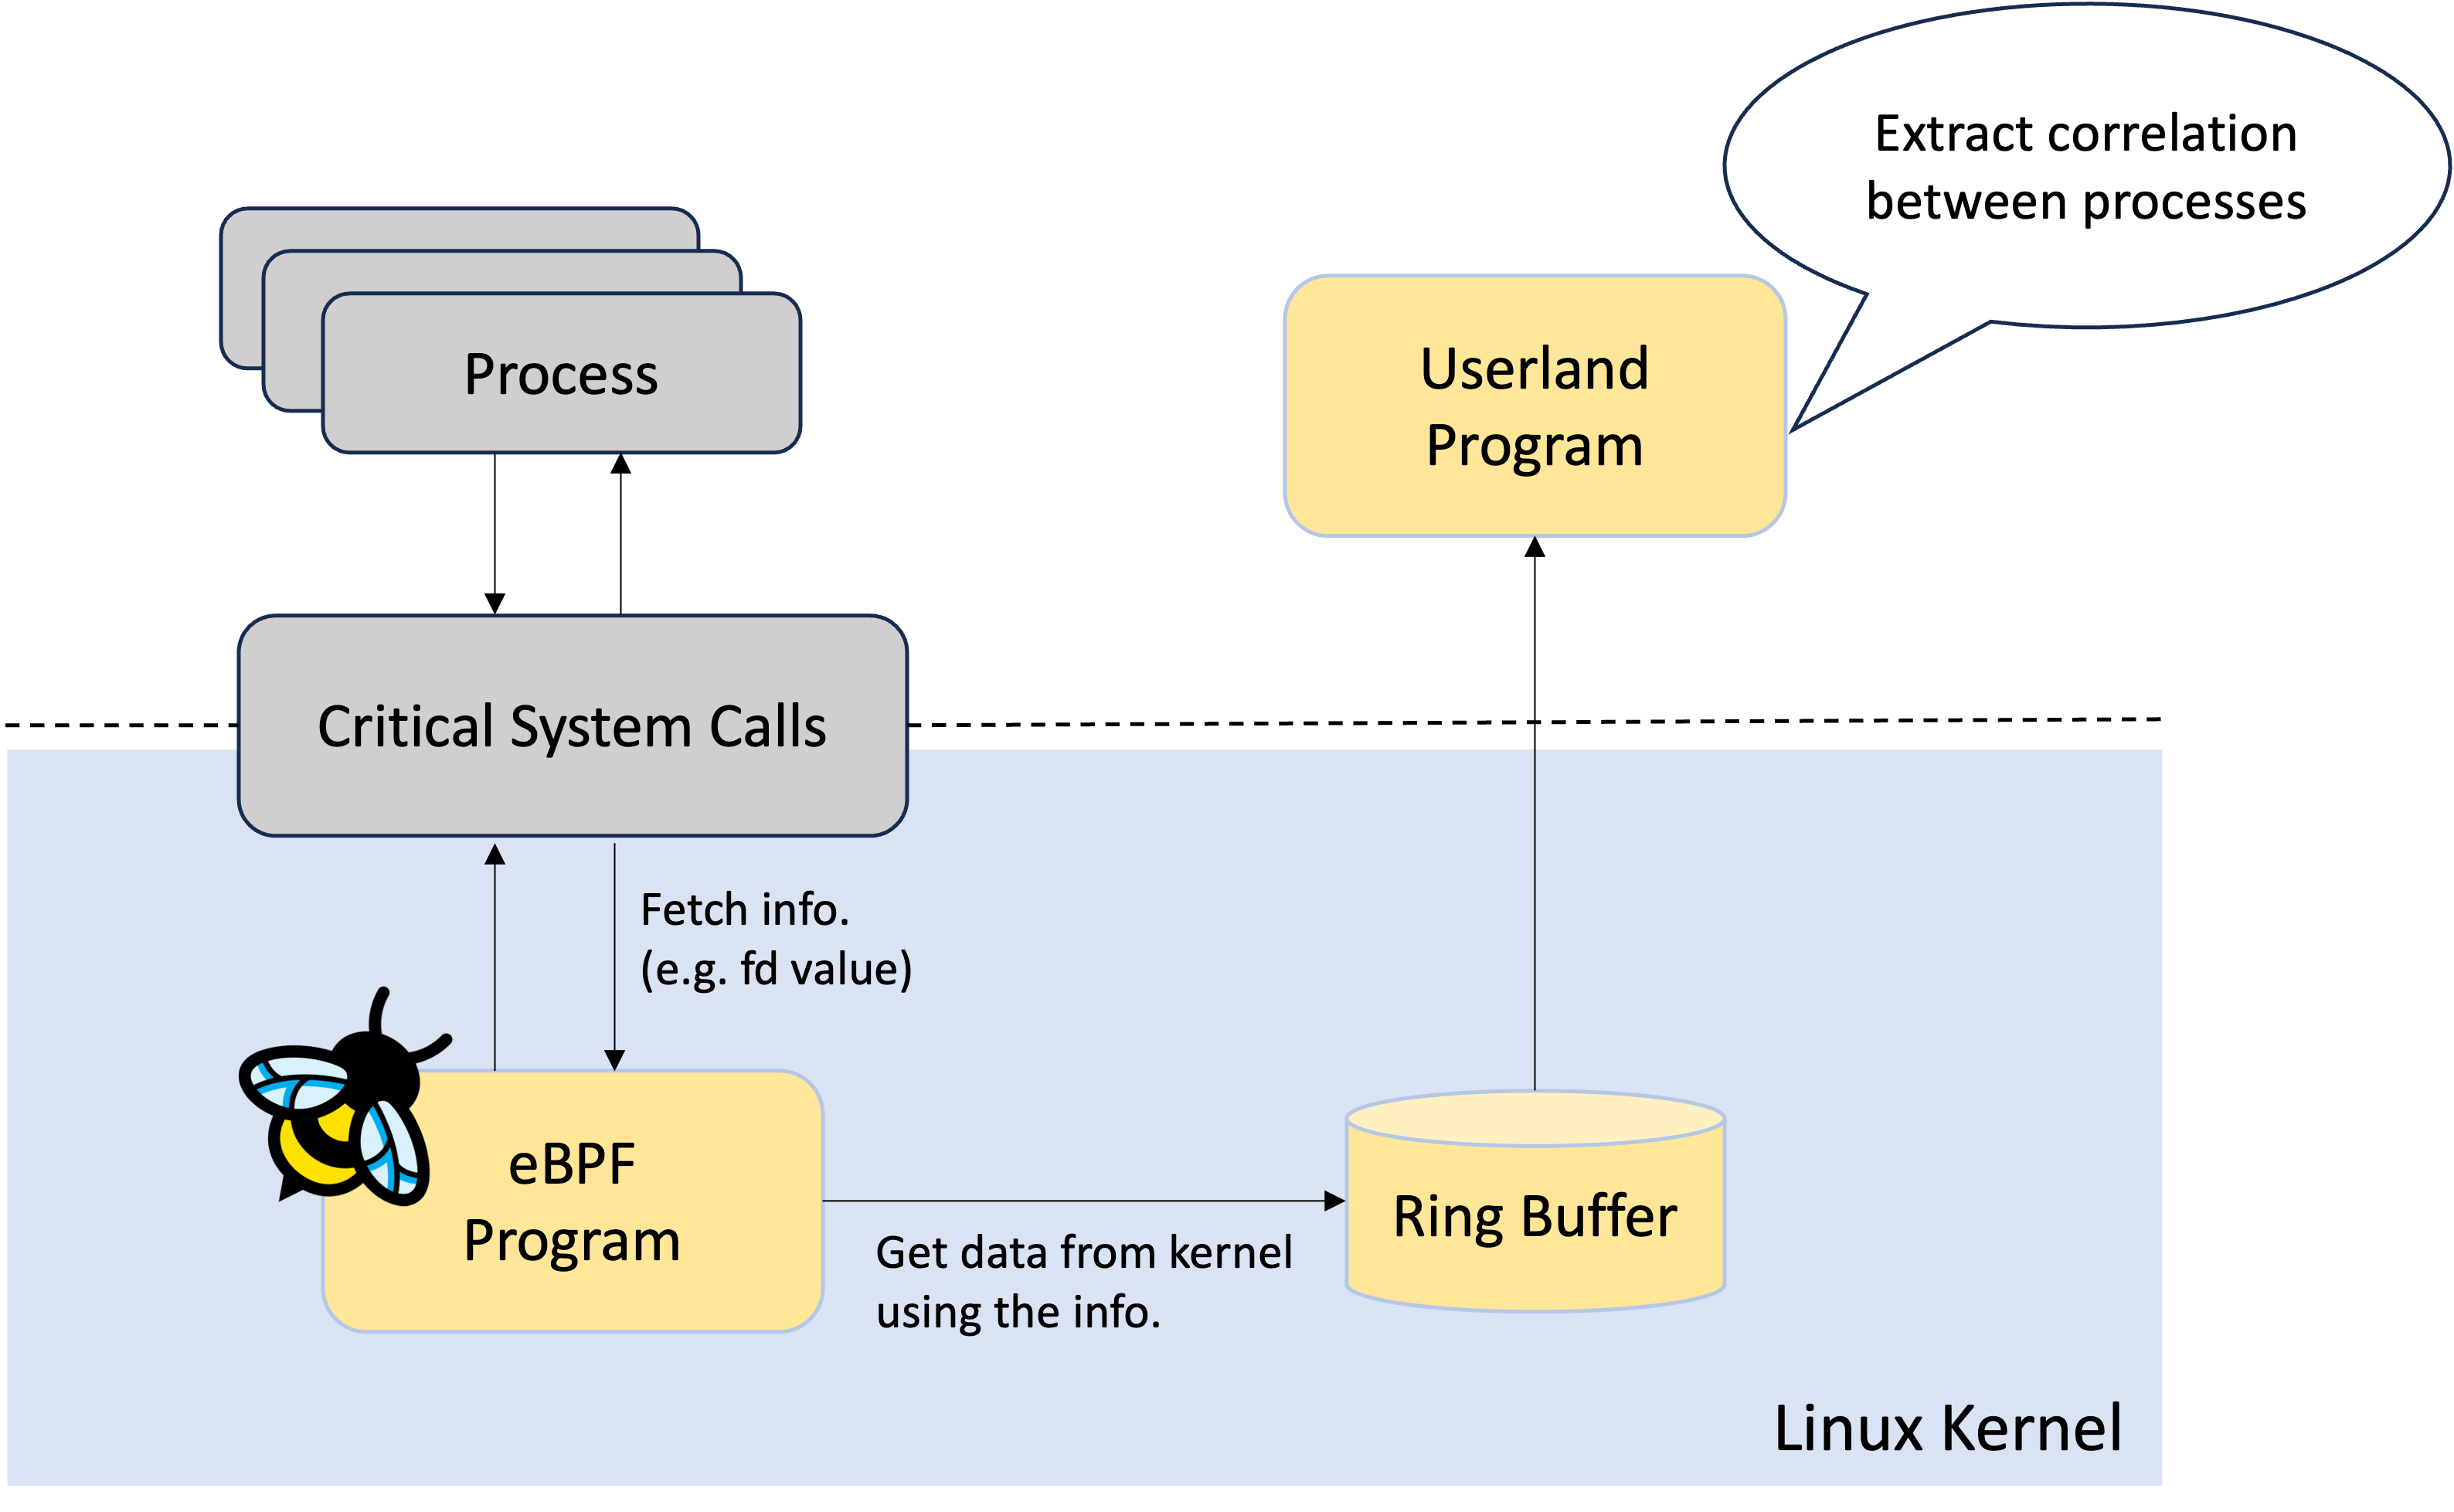 Extract correlation
between processes
Process
Userland
Program
Critical System Calls
Fetch info.
(e.g. fd value)
eBPF
Program
Get data from kernel
using the info.
Ring Buffer
Linux Kernel